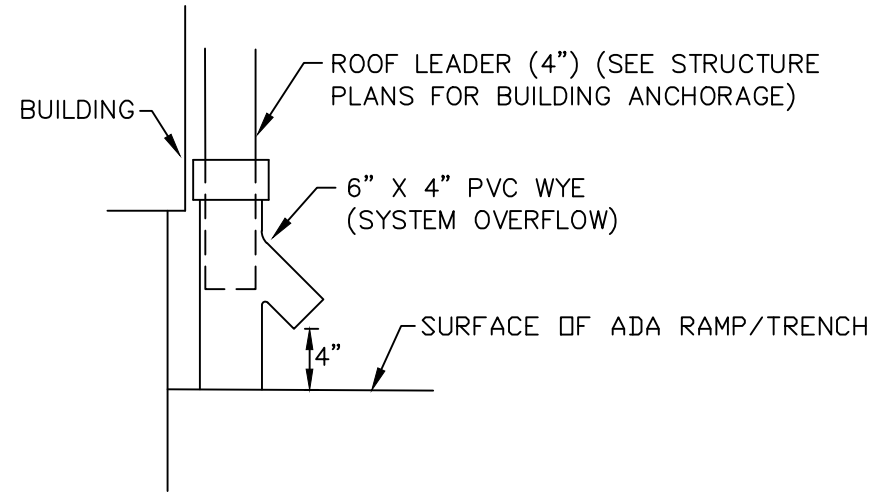 ROOF LEADER (4”) (SEE STRUCTURE
PLANS FOR BUILDING ANCHORAGE)
BUILDING
6” X 4” PVC WYE
(SYSTEM OVERFLOW)
SURFACE OF ADA RAMP/TRENCH
4”